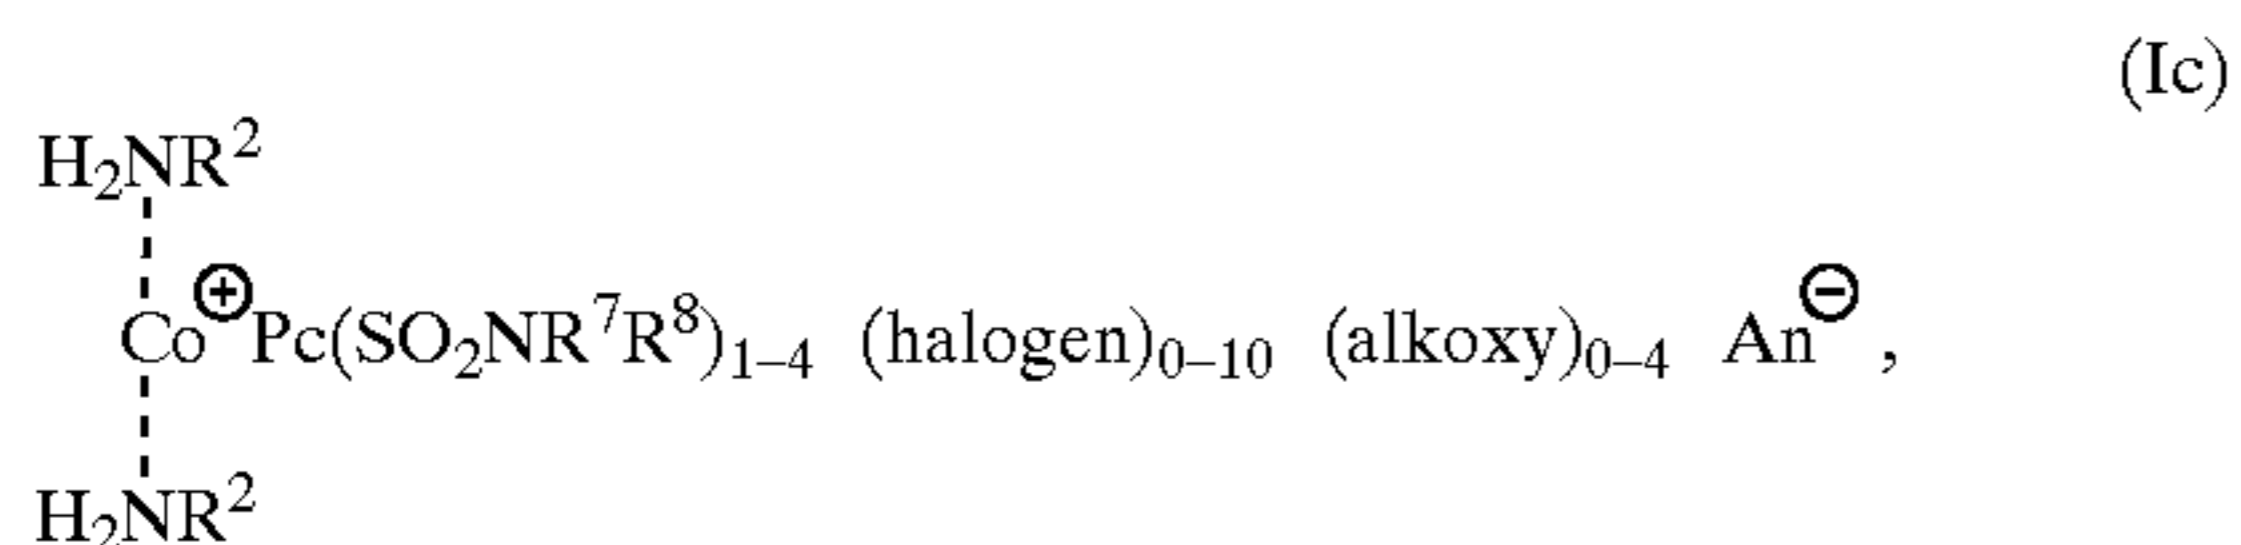 (Ic)
H₂NR²
Co⊕Pc(SO₂NR⁷R⁸)₁₋₄ (halogen)₀₋₁₀ (alkoxy)₀₋₄ An⊖ ,
H₂NR²